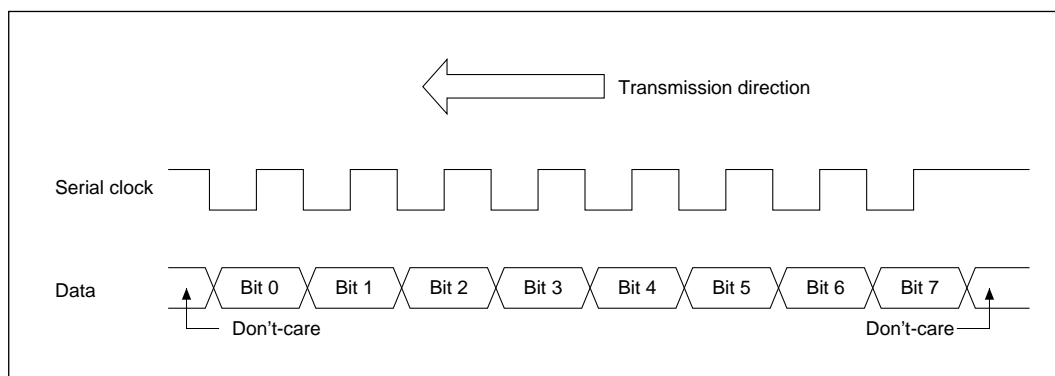 Transmission direction
Serial clock
Data
Bit 0 Bit 1 Bit 2 Bit 3 Bit 4 Bit 5 Bit 6 Bit 7
Don't-care Don't-care